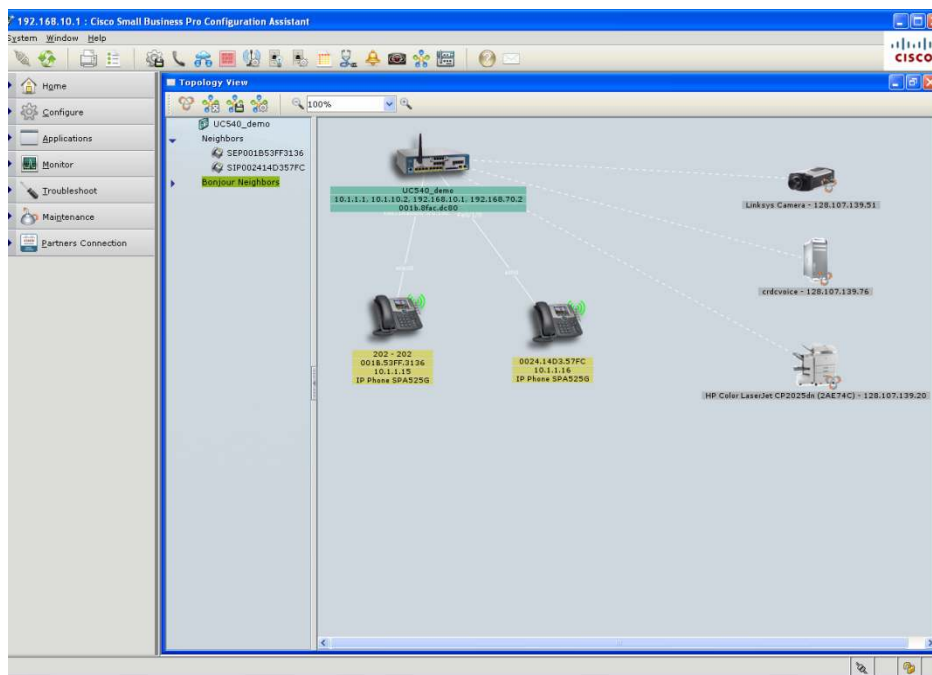 192.168.10.1 : Cisco Small Business Pro Configuration Assistant
System Window Help
CISCO
Home
Configure
Applications
Monitor
Troubleshoot
Maintenance
Partners Connection
Topology View
100%
UC540_demo
Neighbors
SEP001B53FF3136
SIP002414D357FC
Bonjour Neighbors
UC540_demo
10.1.1.1, 10.1.10.2, 192.168.10.1, 192.168.70.2
001b.8fac.dc80
Linksys Camera - 128.107.139.51
crdcvoice - 128.107.139.76
202 - 202
001B.53FF.3136
10.1.1.15
IP Phone SPA525G
0024.14D3.57FC
10.1.1.16
IP Phone SPA525G
HP Color LaserJet CP2025dn (2AE74C) - 128.107.139.20